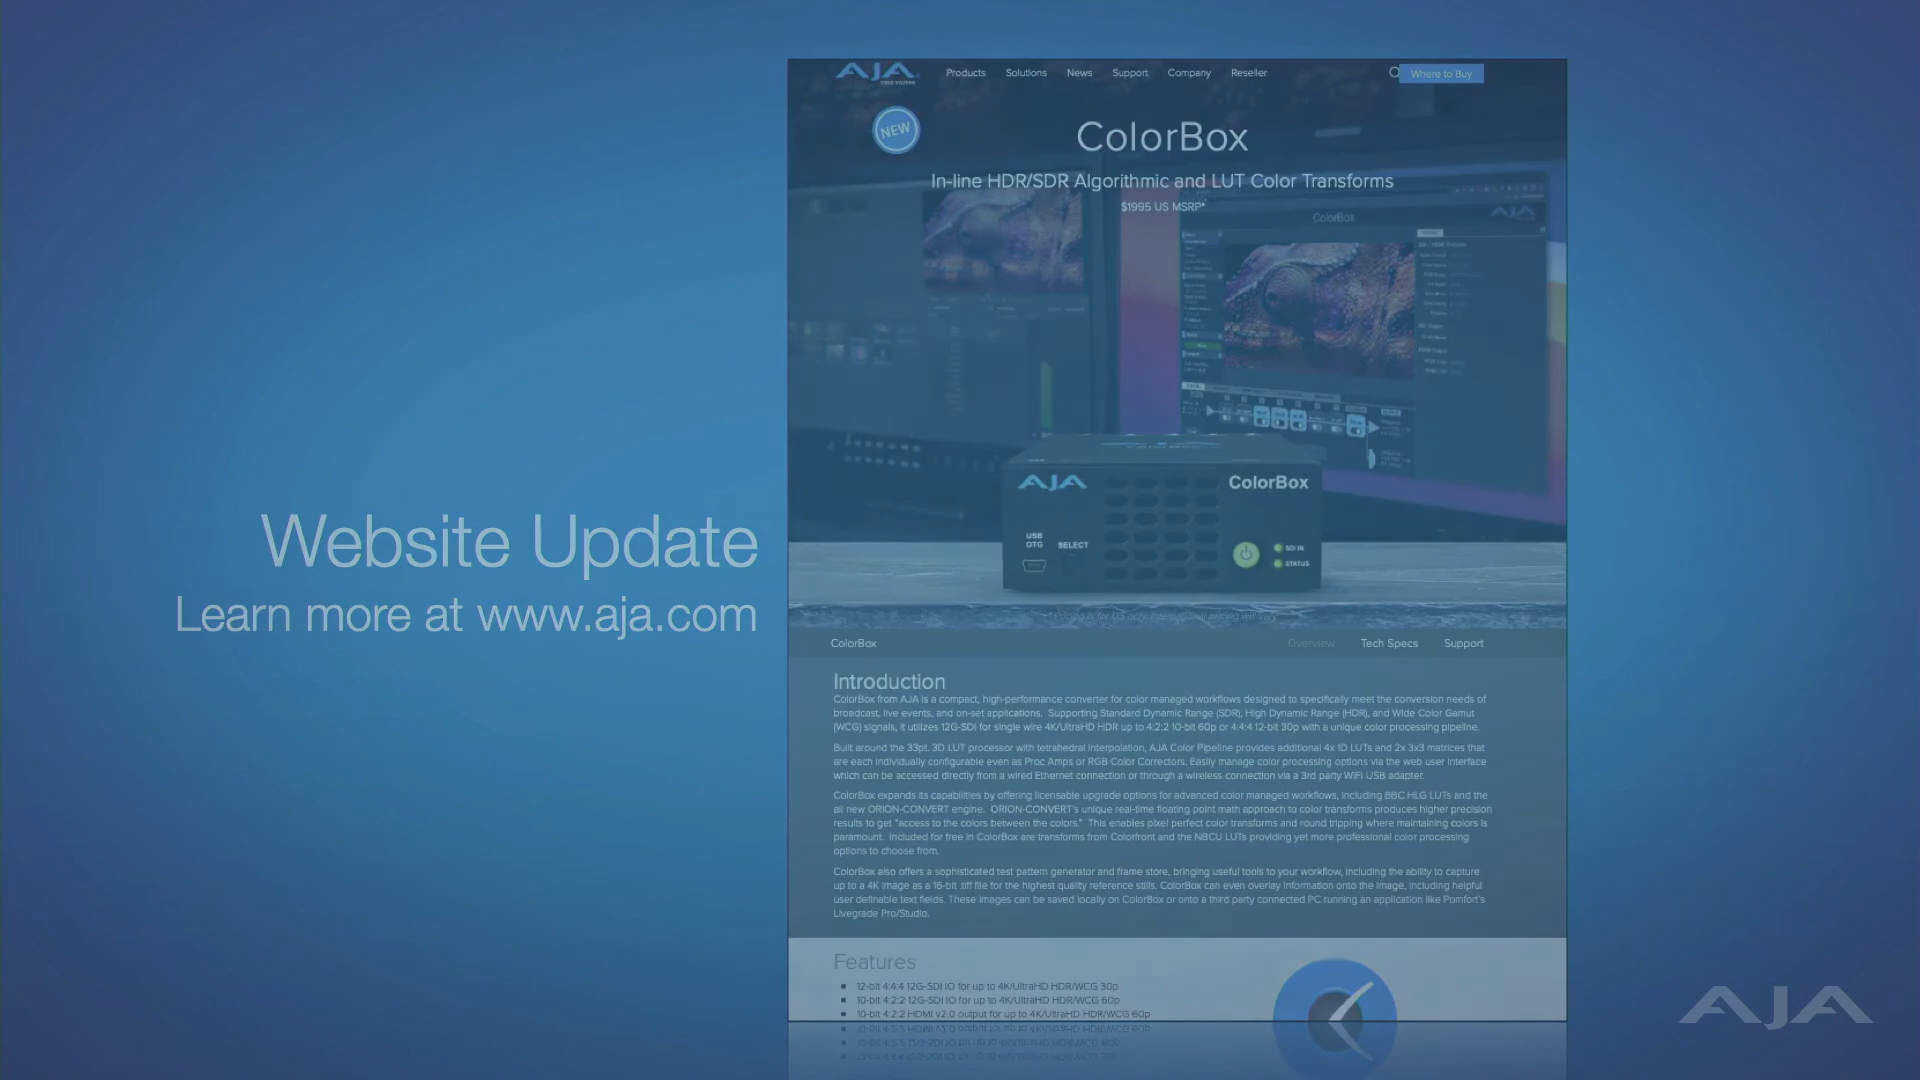 Website Update
Learn more at www.aja.com
AJA
VIDEO SYSTEMS
Products Solutions News Support Company Reseller
Where to Buy
NEW
ColorBox
In-line HDR/SDR Algorithmic and LUT Color Transforms
$1995 US MSRP*
ColorBox
AJA
AJA
ColorBox
USB
OTG
SELECT
SDI IN
STATUS
*Pricing is for US only. International pricing will vary.
ColorBox
Overview Tech Specs Support
Introduction
ColorBox from AJA is a compact, high-performance converter for color managed workflows designed to specifically meet the conversion needs of
broadcast, live events, and on-set applications. Supporting Standard Dynamic Range (SDR), High Dynamic Range (HDR), and Wide Color Gamut
(WCG) signals, it utilizes 12G-SDI for single wire 4K/UltraHD HDR up to 4:2:2 10-bit 60p or 4:4:4 12-bit 30p with a unique color processing pipeline.
Built around the 33pt. 3D LUT processor with tetrahedral interpolation, AJA Color Pipeline provides additional 4x 1D LUTs and 2x 3x3 matrices that
are each individually configurable even as Proc Amps or RGB Color Correctors. Easily manage color processing options via the web user interface
which can be accessed directly from a wired Ethernet connection or through a wireless connection via a 3rd party WiFi USB adapter.
ColorBox expands its capabilities by offering licensable upgrade options for advanced color managed workflows, including BBC HLG LUTs and the
all new ORION-CONVERT engine. ORION-CONVERT's unique real-time floating point math approach to color transforms produces higher precision
results to get "access to the colors between the colors." This enables pixel perfect color transforms and round tripping where maintaining colors is
paramount. Included for free in ColorBox are transforms from Colorfront and the NBCU LUTs providing yet more professional color processing
options to choose from.
ColorBox also offers a sophisticated test pattern generator and frame store, bringing useful tools to your workflow, including the ability to capture
up to a 4K image as a 16-bit .tiff file for the highest quality reference stills. ColorBox can even overlay information onto the image, including helpful
user definable text fields. These images can be saved locally on ColorBox or onto a third party connected PC running an application like Pomfort's
Livegrade Pro/Studio.
Features
12-bit 4:4:4 12G-SDI IO for up to 4K/UltraHD HDR/WCG 30p
10-bit 4:2:2 12G-SDI IO for up to 4K/UltraHD HDR/WCG 60p
10-bit 4:2:2 HDMI v2.0 output for up to 4K/UltraHD HDR/WCG 60p
AJA